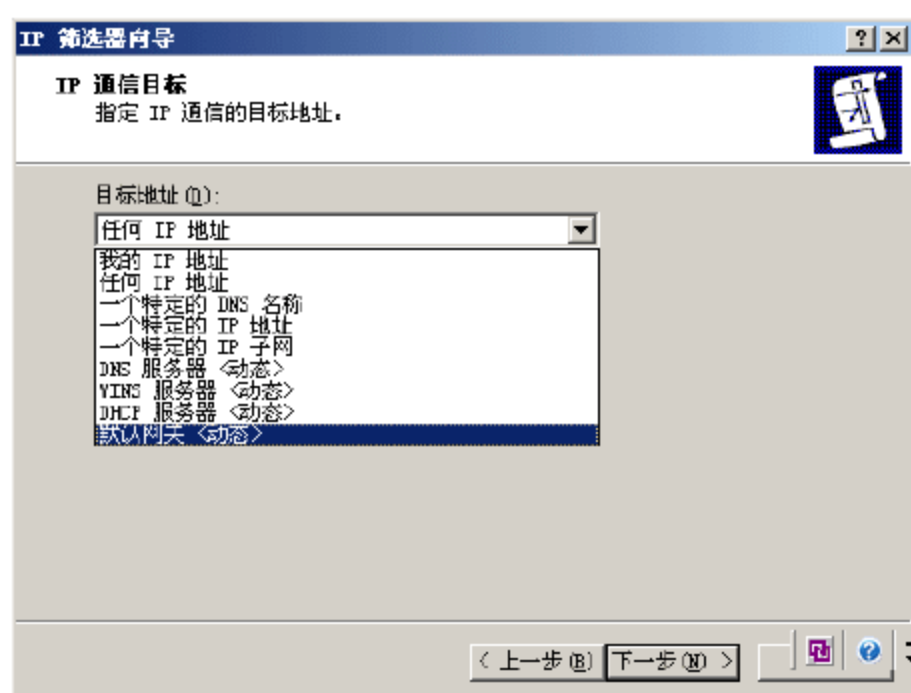 IP 筛选器向导
IP 通信目标
指定 IP 通信的目标地址。
目标地址(D):
任何 IP 地址
我的 IP 地址
任何 IP 地址
一个特定的 DNS 名称
一个特定的 IP 地址
一个特定的 IP 子网
DNS 服务器 <动态>
WINS 服务器 <动态>
DHCP 服务器 <动态>
默认网关 <动态>
< 上一步(B) 下一步(N) >